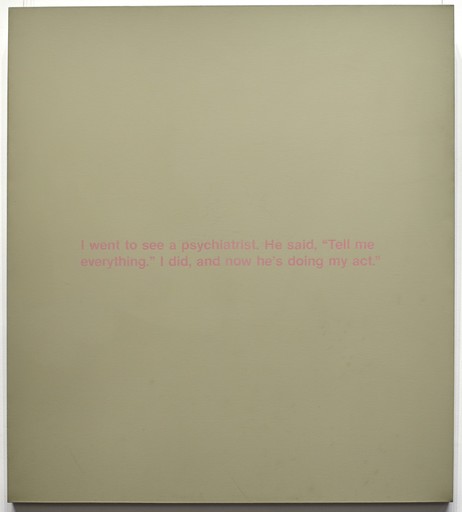 I went to see a psychiatrist. He said, “Tell me
everything.” I did, and now he’s doing my act.”